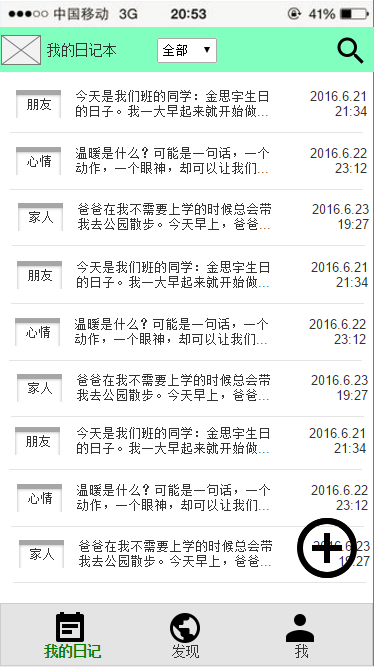 中国移动 3G 20:53 41%
我的日记本 全部
朋友 今天是我们班的同学：金思宇生日 2016.6.21
的日子。我一大早起来就开始做... 21:34
心情 温暖是什么？可能是一句话，一个 2016.6.22
动作，一个眼神，却可以让我们... 23:12
家人 爸爸在我不需要上学的时候总会带 2016.6.23
我去公园散步。今天早上，爸爸... 19:27
朋友 今天是我们班的同学：金思宇生日 2016.6.21
的日子。我一大早起来就开始做... 21:34
心情 温暖是什么？可能是一句话，一个 2016.6.22
动作，一个眼神，却可以让我们... 23:12
家人 爸爸在我不需要上学的时候总会带 2016.6.23
我去公园散步。今天早上，爸爸... 19:27
朋友 今天是我们班的同学：金思宇生日 2016.6.21
的日子。我一大早起来就开始做... 21:34
心情 温暖是什么？可能是一句话，一个 2016.6.22
动作，一个眼神，却可以让我们... 23:12
家人 爸爸在我不需要上学的时候总会带 2016.6.23
我去公园散步。今天早上，爸爸... 19:27
我的日记 发现 我